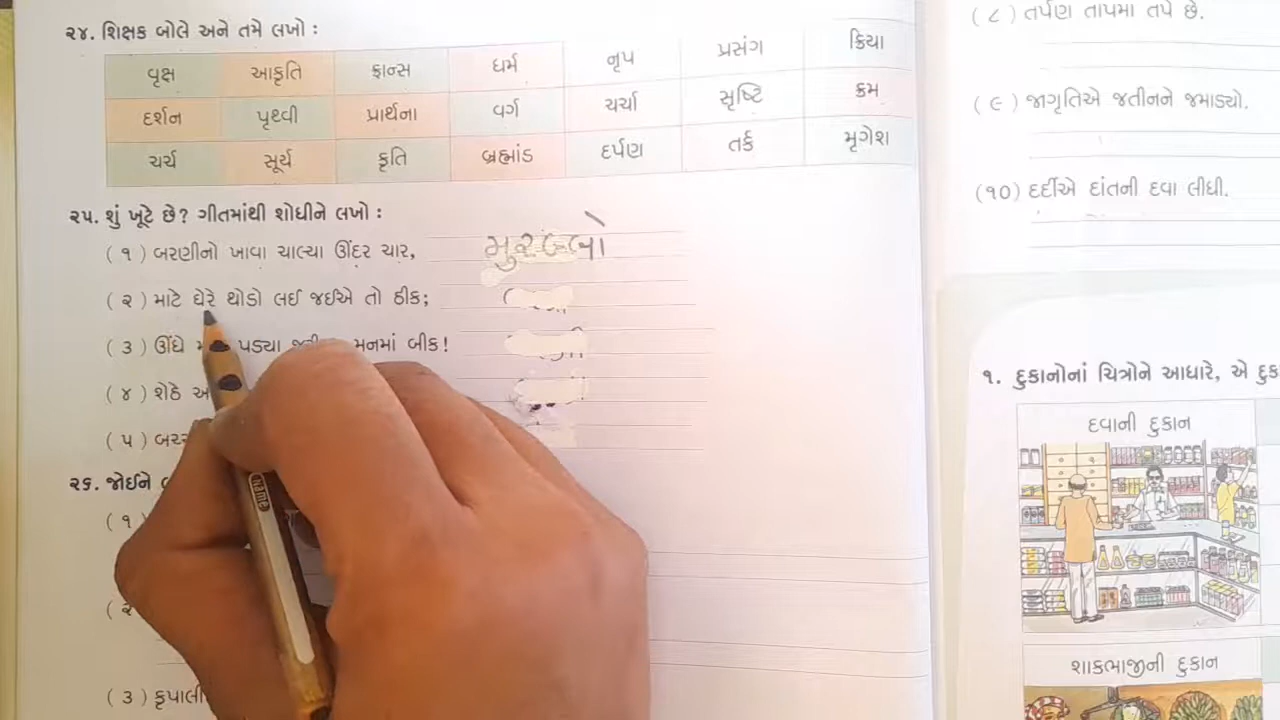 ૨૪. શિક્ષક બોલે અને તમે લખો :
વૃક્ષ આકૃતિ ફ્રાન્સ ધર્મ નૃપ પ્રસંગ ક્રિયા
દર્શન પૃથ્વી પ્રાર્થના વર્ગ ચર્ચા સૃષ્ટિ ક્રમ
ચર્ચ સૂર્ય કૃતિ બ્રહ્માંડ દર્પણ તર્ક મૃગેશ
૨૫. શું ખૂટે છે? ગીતમાંથી શોધીને લખો :
(૧) બરણીનો ખાવા ચાલ્યા ઊંદર ચાર, મુરબ્બો
(૨) માટે ઘેરે થોડો લઈ જઈએ તો ઠીક;
(૩) ઊંઘે પડ્યા મનમાં બીક!
(૪) શેઠે
(૫)
૨૬. જોઈને
(૧)
(૨
(૩) કૃપાલી
(૮) તર્પણ તાપમા તપે છે.
(૯) જાગૃતિએ જતીનને જમાડ્યો.
(૧૦) દર્દીએ દાંતની દવા લીધી.
૧. દુકાનોનાં ચિત્રોને આધારે, એ
દવાની દુકાન
શાકભાજીની દુકાન
Name